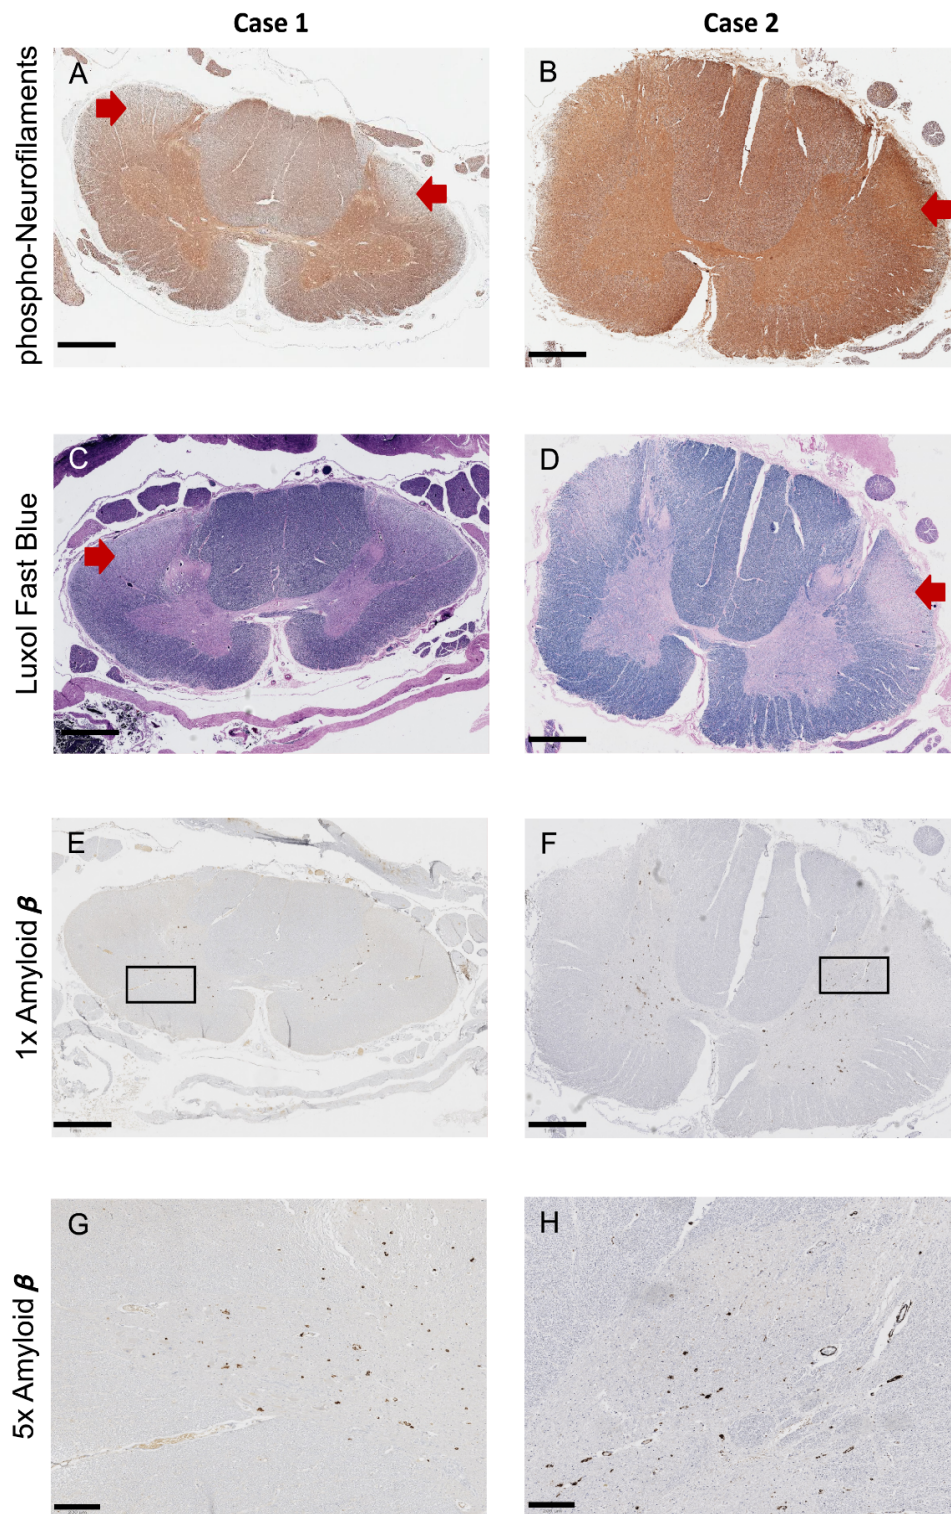 Case 1
Case 2
phospho-Neurofilaments
A
B
Luxol Fast Blue
C
D
1x Amyloid β
E
F
5x Amyloid β
G
H